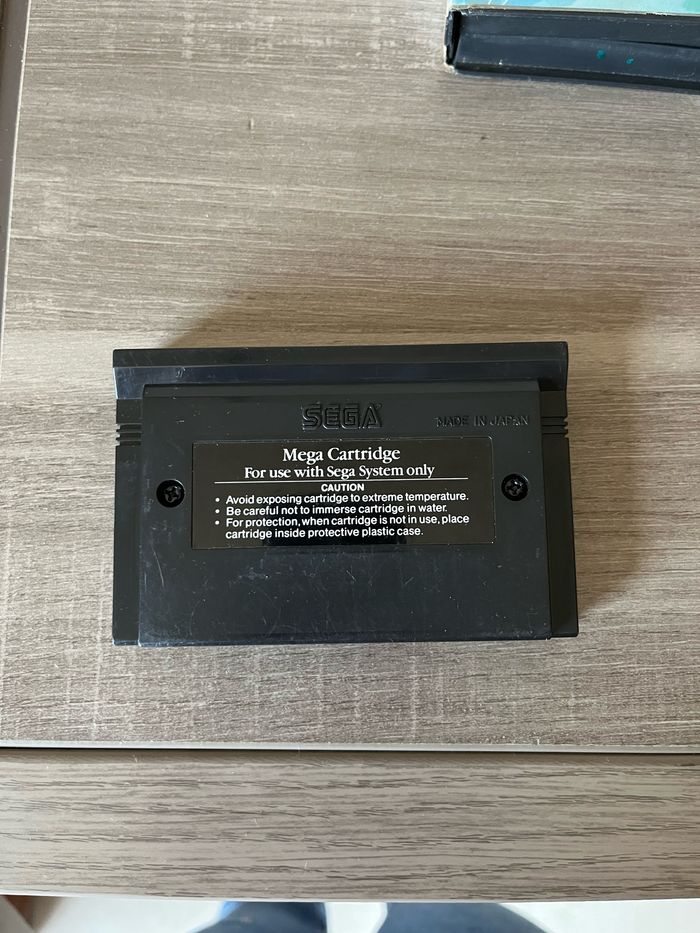 SEGA
MADE IN JAPAN
Mega Cartridge
For use with Sega System only
CAUTION
• Avoid exposing cartridge to extreme temperature.
• Be careful not to immerse cartridge in water.
• For protection, when cartridge is not in use, place
cartridge inside protective plastic case.